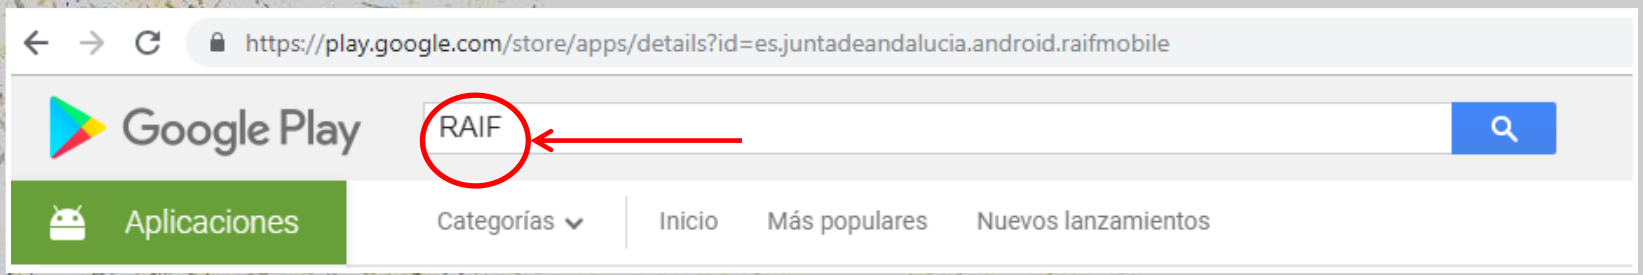 https://play.google.com/store/apps/details?id=es.juntadeandalucia.android.raifmobile
Google Play
RAIF
Aplicaciones
Categorías
Inicio
Más populares
Nuevos lanzamientos